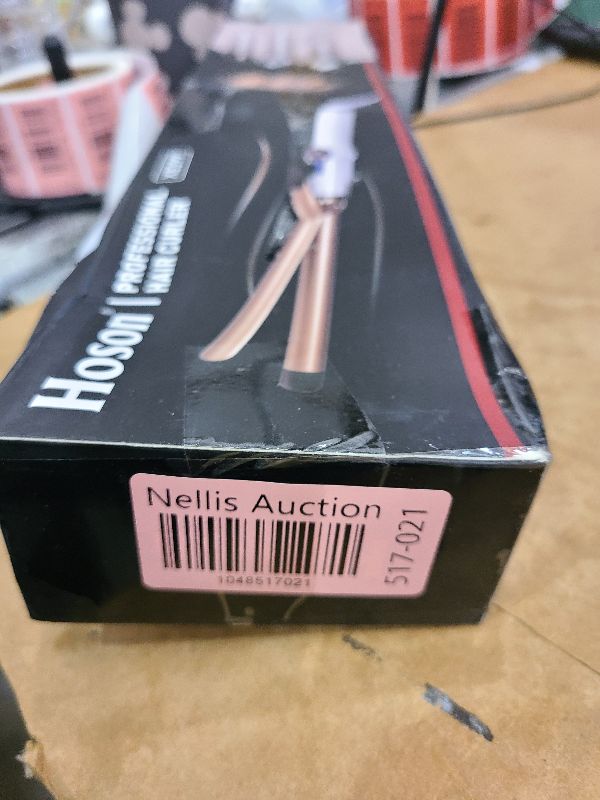 Hoson
PROFESSIONAL
HAIR CURLER
Nellis Auction
1048517021
517-021